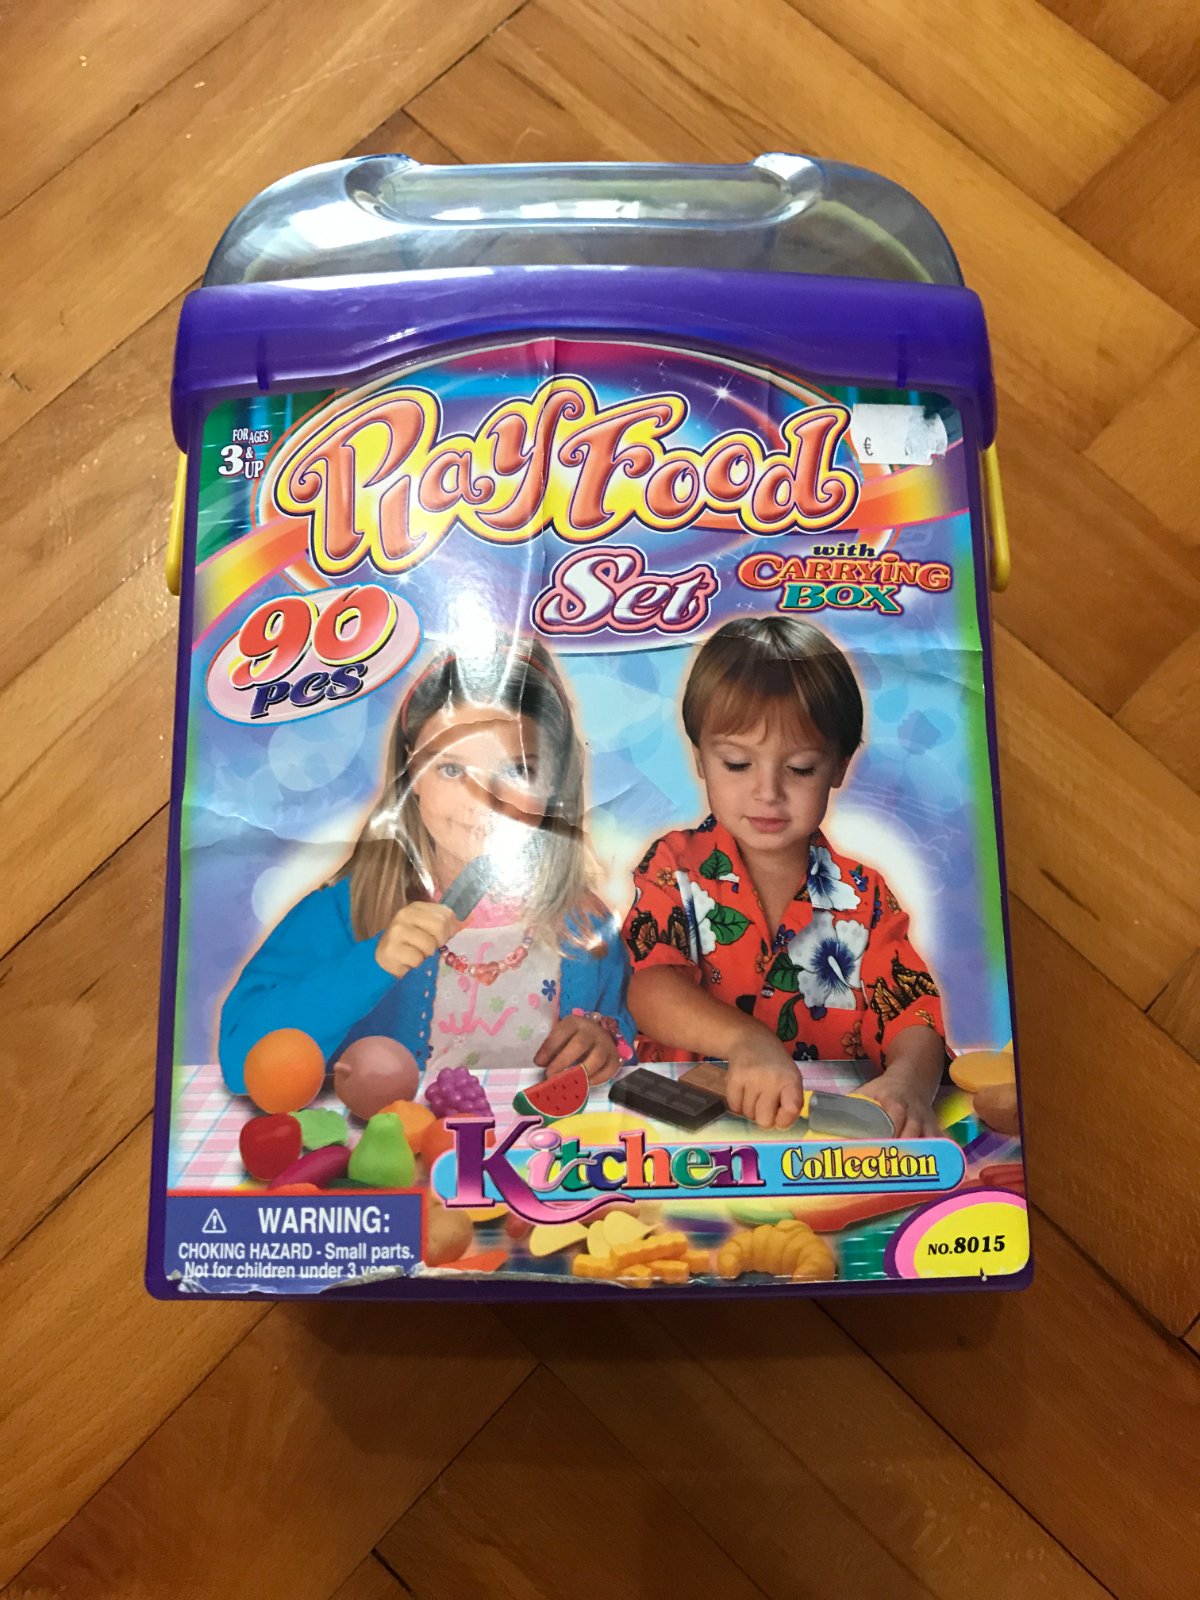 FOR AGES
3 & UP
Play Food
Set
with
CARRYING
BOX
€
90
PCS
Kitchen Collection
WARNING:
CHOKING HAZARD - Small parts.
Not for children under 3
NO.8015